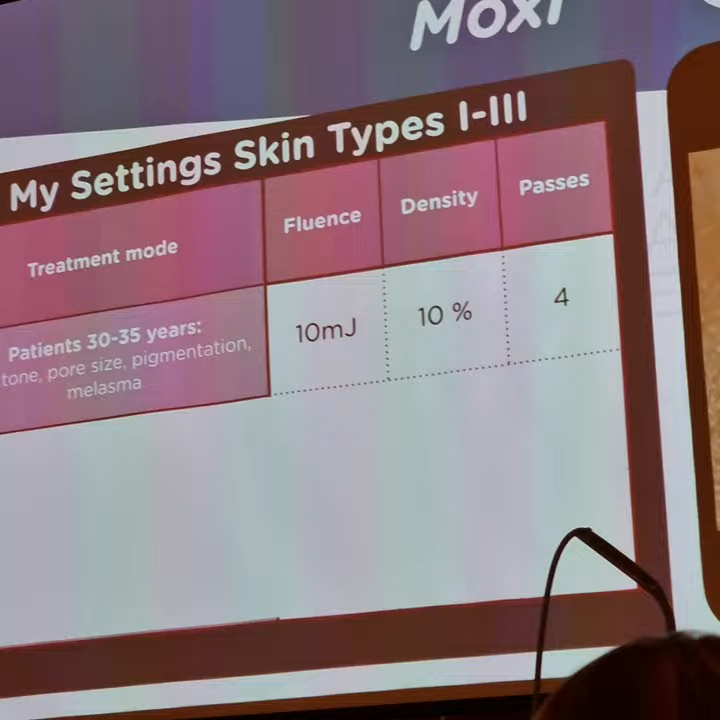 Moxi
My Settings Skin Types I-III
Treatment mode
Fluence
Density
Passes
Patients 30-35 years:
tone, pore size, pigmentation,
melasma
10mJ
10 %
4